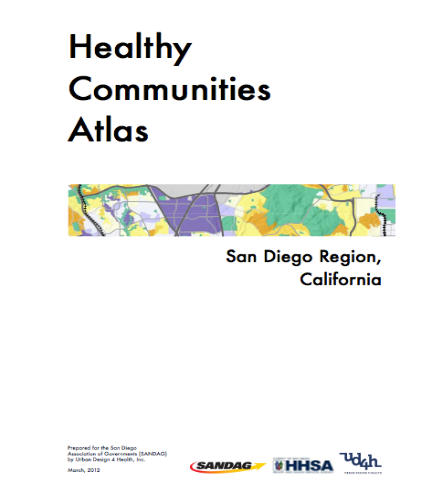 Healthy
Communities
Atlas
San Diego Region,
California
Prepared for the San Diego
Association of Governments (SANDAG)
by Urban Design 4 Health, Inc.
March, 2012
SANDAG
HHSA
ud4h